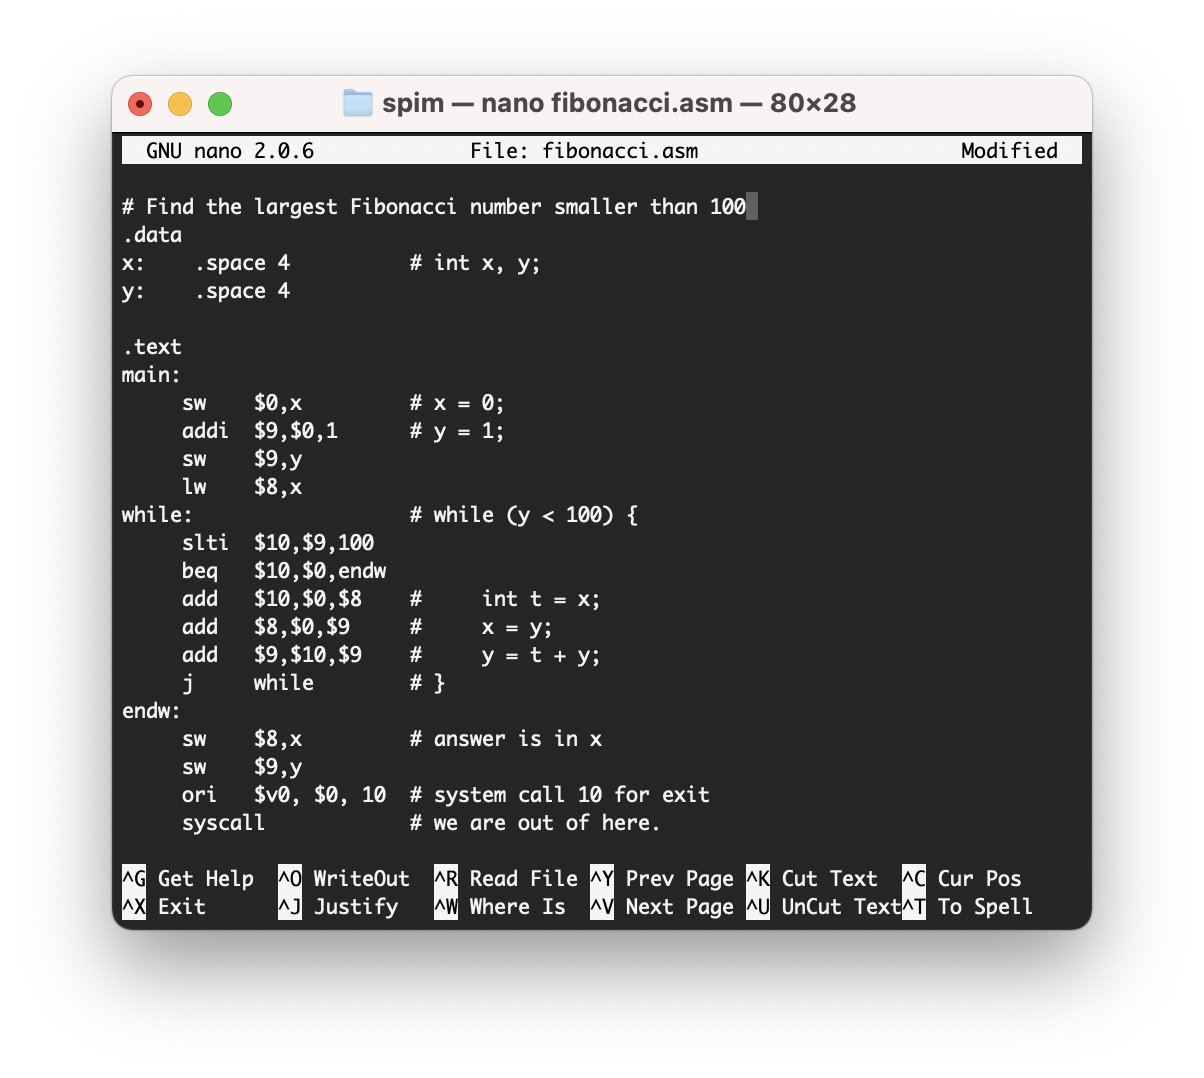 spim — nano fibonacci.asm — 80×28
GNU nano 2.0.6 File: fibonacci.asm Modified
# Find the largest Fibonacci number smaller than 100
.data
x: .space 4 # int x, y;
y: .space 4
.text
main:
sw $0,x # x = 0;
addi $9,$0,1 # y = 1;
sw $9,y
lw $8,x
while: # while (y < 100) {
slti $10,$9,100
beq $10,$0,endw
add $10,$0,$8 # int t = x;
add $8,$0,$9 # x = y;
add $9,$10,$9 # y = t + y;
j while # }
endw:
sw $8,x # answer is in x
sw $9,y
ori $v0, $0, 10 # system call 10 for exit
syscall # we are out of here.
^G Get Help ^O WriteOut ^R Read File ^Y Prev Page ^K Cut Text ^C Cur Pos
^X Exit ^J Justify ^W Where Is ^V Next Page ^U UnCut Text ^T To Spell